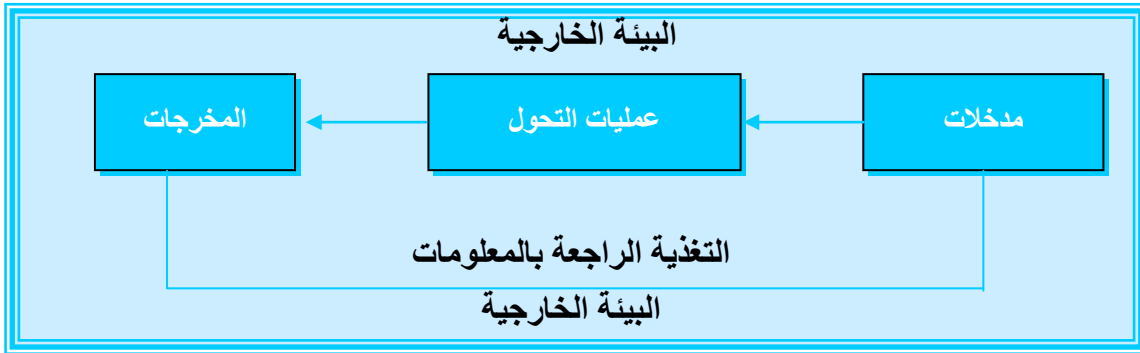 البيئة الخارجية
مدخلات
عمليات التحول
المخرجات
التغذية الراجعة بالمعلومات
البيئة الخارجية